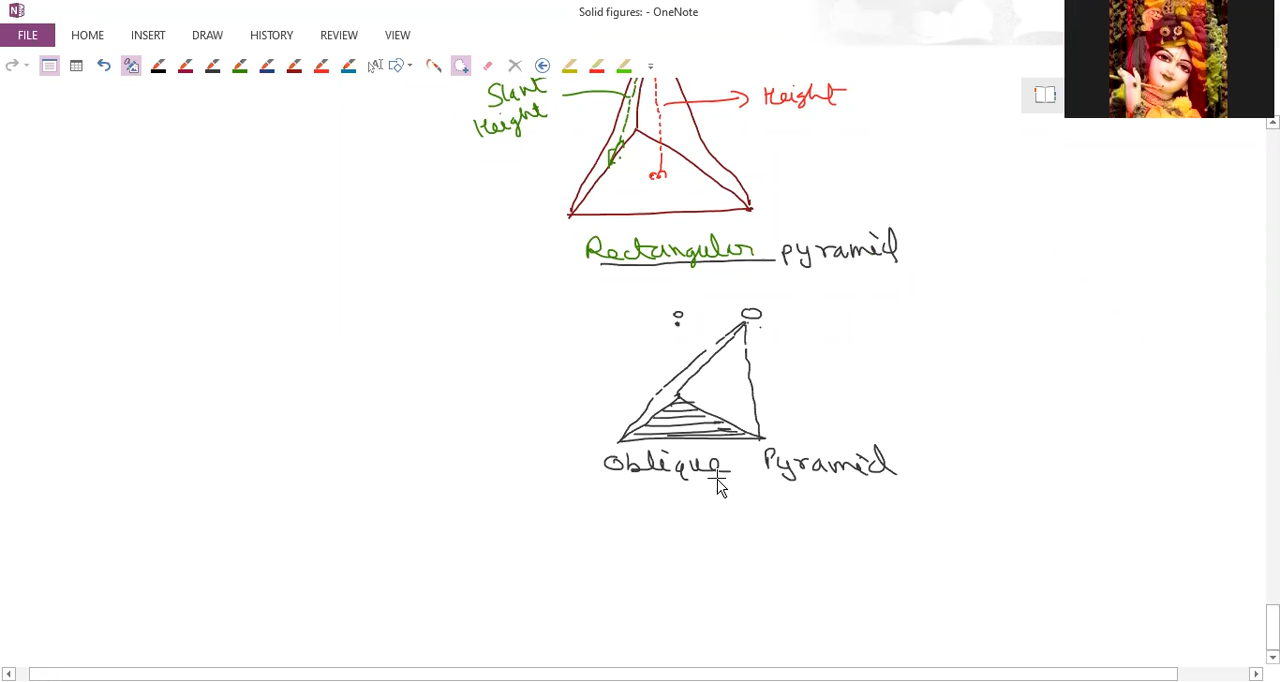 Solid figures: - OneNote
FILE HOME INSERT DRAW HISTORY REVIEW VIEW
Slant
Height
Height
Rectangular pyramid
O
Oblique Pyramid